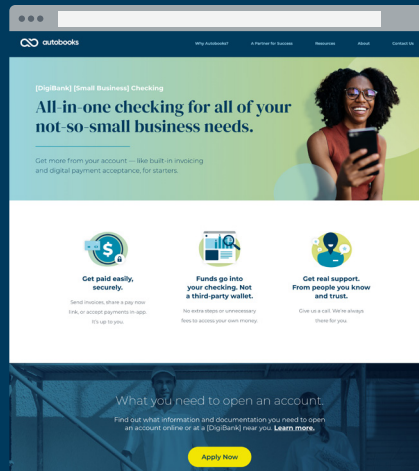 autobooks
Why Autobooks?
A Partner for Success
Resources
About
Contact Us
[DigiBank] [Small Business] Checking
All-in-one checking for all of your
not-so-small business needs.
Get more from your account — like built-in invoicing
and digital payment acceptance, for starters.
Get paid easily,
securely.
Send invoices, share a pay now
link, or accept payments in-app.
It's up to you.
Funds go into
your checking. Not
a third-party wallet.
No extra steps or unnecessary
fees to access your own money.
Get real support.
From people you know
and trust.
Give us a call. We're always
there for you.
What you need to open an account.
Find out what information and documentation you need to open
an account online or at a [DigiBank] near you. Learn more.
Apply Now